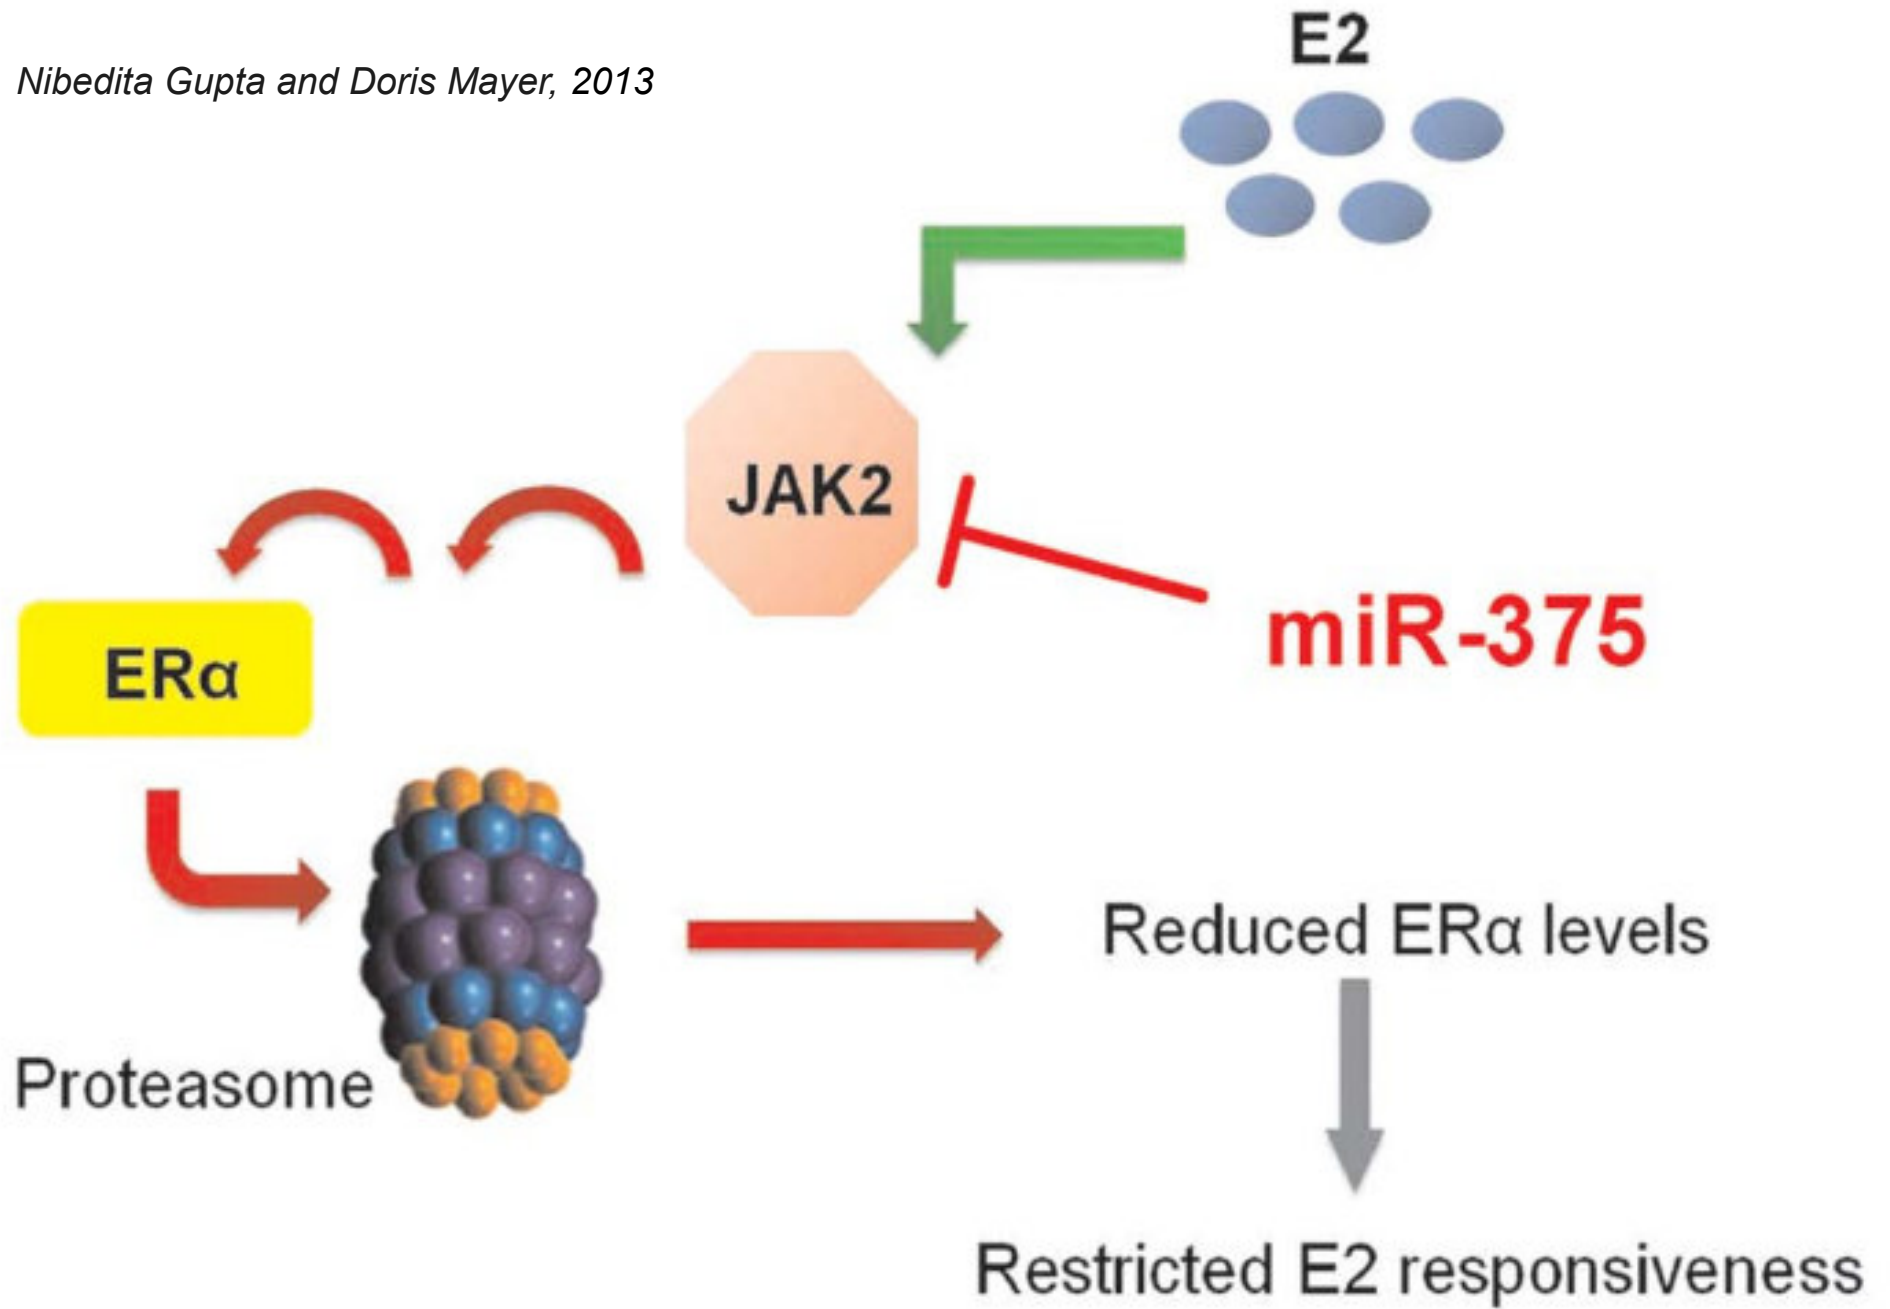 Nibedita Gupta and Doris Mayer, 2013
E2
JAK2
miR-375
ERα
Proteasome
Reduced ERα levels
Restricted E2 responsiveness